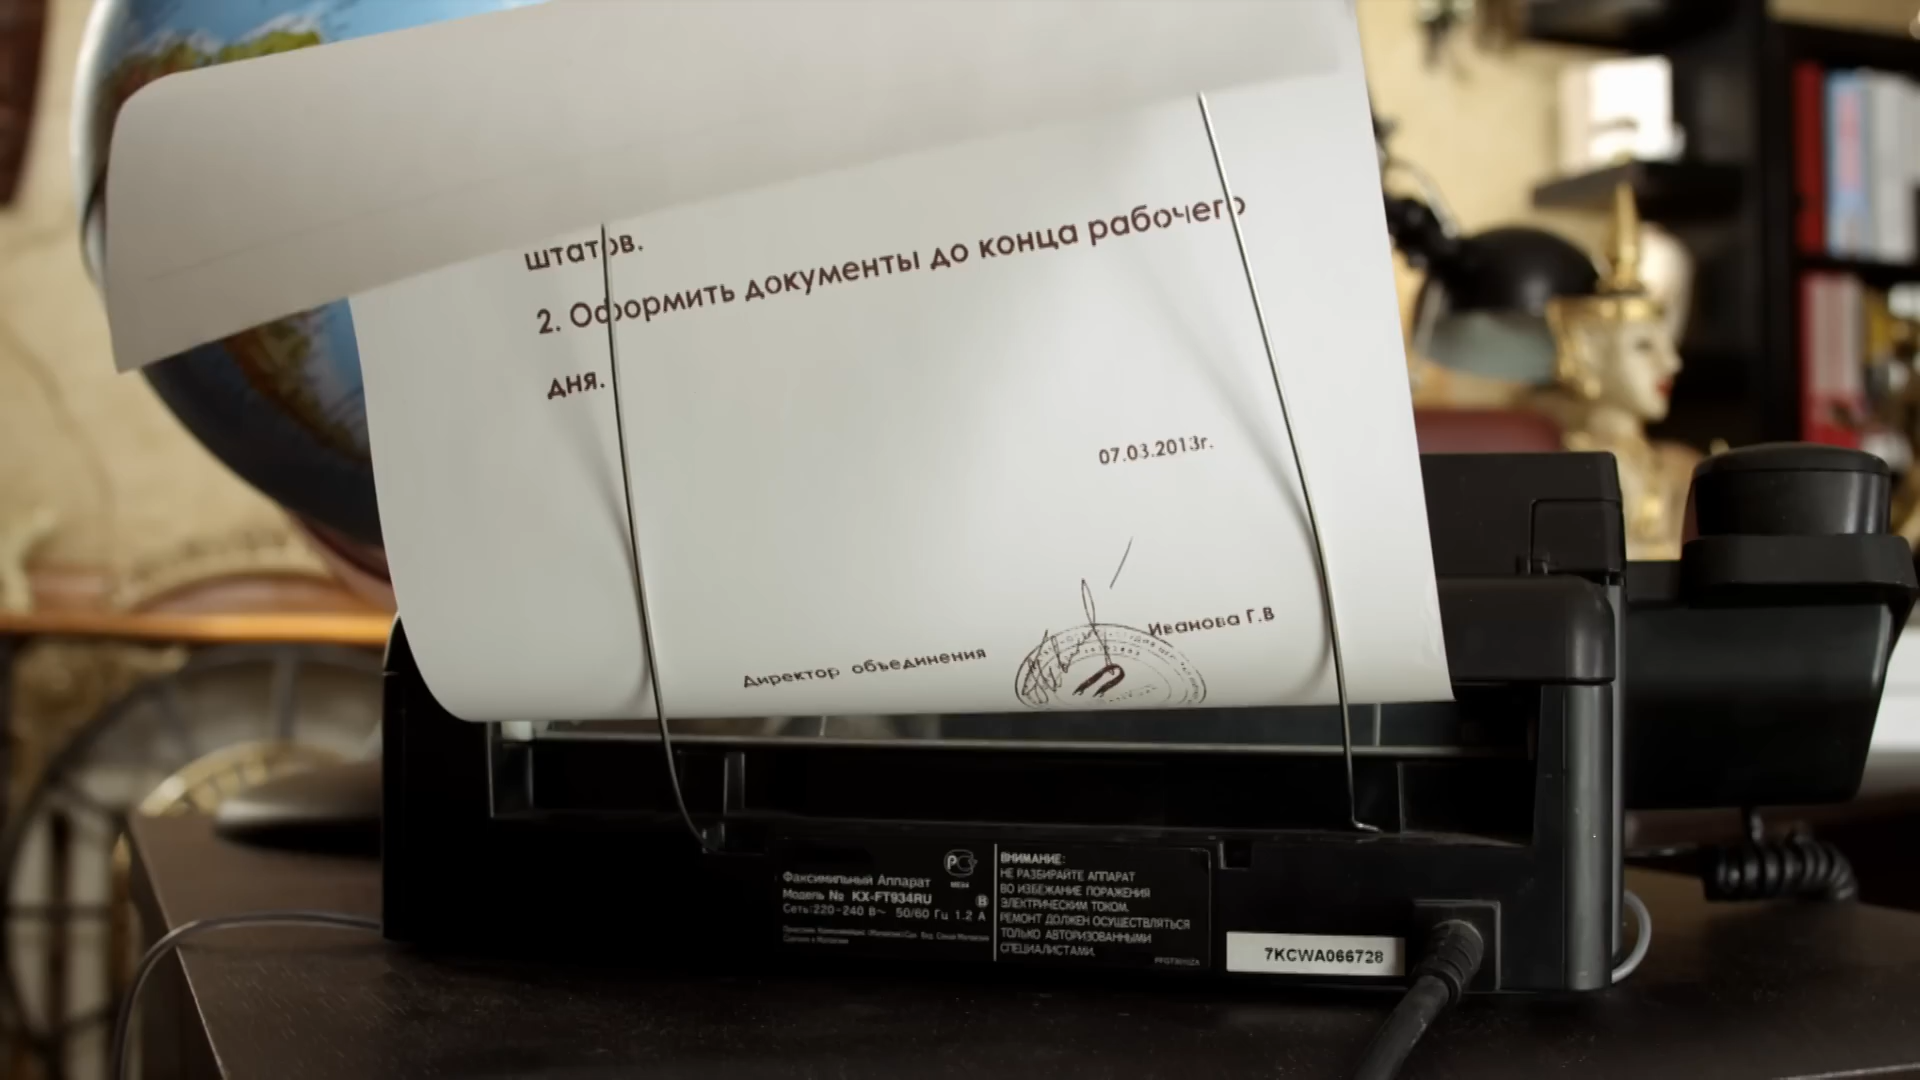 штатов.
2. Оформить документы до конца рабочего
дня.
07.03.2013г.
Директор объединения
Иванова Г.В
Факсимильный Аппарат
Модель № KX-FT934RU
Сеть:220-240 В~ 50/60 Гц 1.2 А
В
ВНИМАНИЕ:
НЕ РАЗБИРАЙТЕ АППАРАТ
ВО ИЗБЕЖАНИЕ ПОРАЖЕНИЯ
ЭЛЕКТРИЧЕСКИМ ТОКОМ.
РЕМОНТ ДОЛЖЕН ОСУЩЕСТВЛЯТЬСЯ
ТОЛЬКО АВТОРИЗОВАННЫМИ
СПЕЦИАЛИСТАМИ.
7KCWA066728